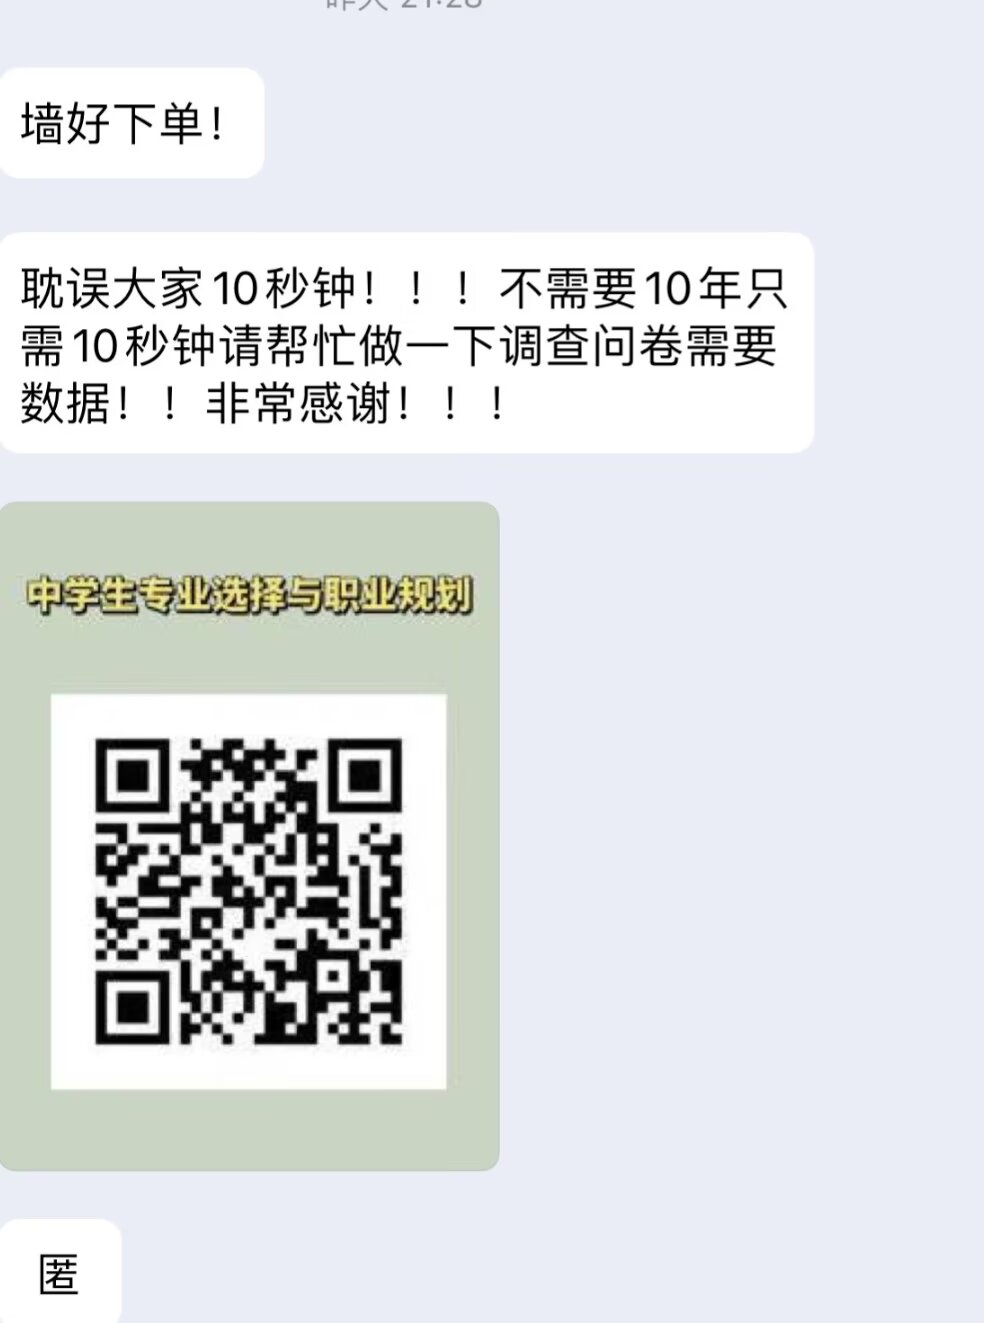 昨天 21:28
墙好下单！
耽误大家10秒钟！！！不需要10年只
需10秒钟请帮忙做一下调查问卷需要
数据！！非常感谢！！！
中学生专业选择与职业规划
匿